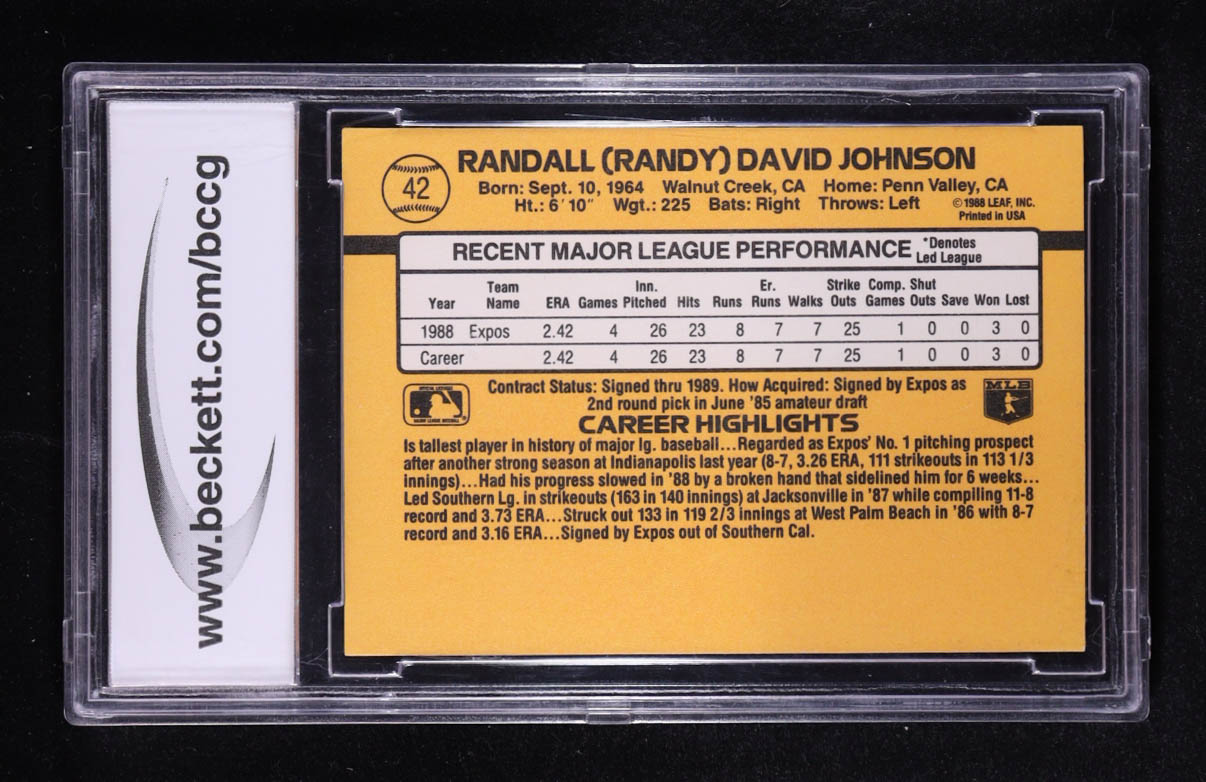 www.beckett.com/bccg
42
RANDALL (RANDY) DAVID JOHNSON
Born: Sept. 10, 1964 Walnut Creek, CA Home: Penn Valley, CA
Ht.: 6'10" Wgt.: 225 Bats: Right Throws: Left
©1988 LEAF, INC.
Printed in USA
RECENT MAJOR LEAGUE PERFORMANCE *Denotes
Led League
Team Inn. Er. Strike Comp. Shut
Year Name ERA Games Pitched Hits Runs Runs Walks Outs Games Outs Save Won Lost
1988 Expos 2.42 4 26 23 8 7 7 25 1 0 0 3 0
Career 2.42 4 26 23 8 7 7 25 1 0 0 3 0
Contract Status: Signed thru 1989. How Acquired: Signed by Expos as
2nd round pick in June '85 amateur draft
MLB
CAREER HIGHLIGHTS
Is tallest player in history of major lg. baseball...Regarded as Expos' No. 1 pitching prospect
after another strong season at Indianapolis last year (8-7, 3.26 ERA, 111 strikeouts in 113 1/3
innings)...Had his progress slowed in '88 by a broken hand that sidelined him for 6 weeks...
Led Southern Lg. in strikeouts (163 in 140 innings) at Jacksonville in '87 while compiling 11-8
record and 3.73 ERA...Struck out 133 in 119 2/3 innings at West Palm Beach in '86 with 8-7
record and 3.16 ERA...Signed by Expos out of Southern Cal.